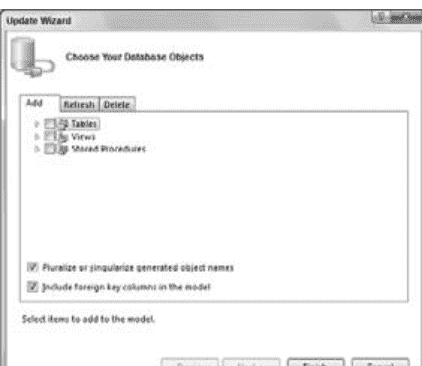 Update Wizard
Choose Your Database Objects
Add Refresh Delete
Tables
Views
Stored Procedures
Pluralize or singularize generated object names
Include foreign key columns in the model
Select items to add to the model.
Finish Cancel